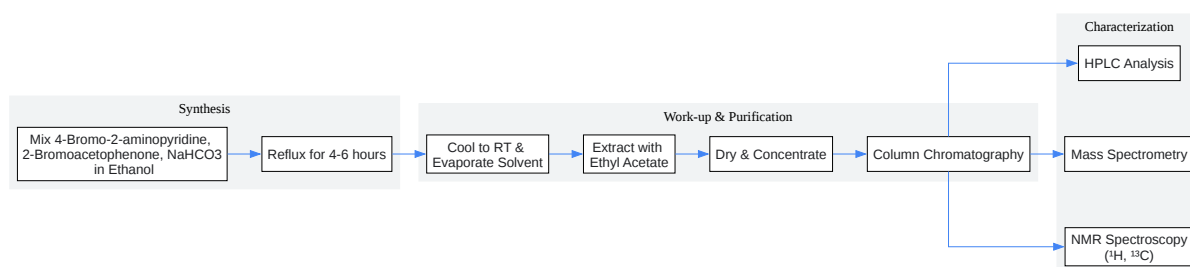 Synthesis
Mix 4-Bromo-2-aminopyridine,
2-Bromoacetophenone, NaHCO3
in Ethanol
Reflux for 4-6 hours
Work-up & Purification
Cool to RT &
Evaporate Solvent
Extract with
Ethyl Acetate
Dry & Concentrate
Column Chromatography
Characterization
HPLC Analysis
Mass Spectrometry
NMR Spectroscopy
(¹H, ¹³C)